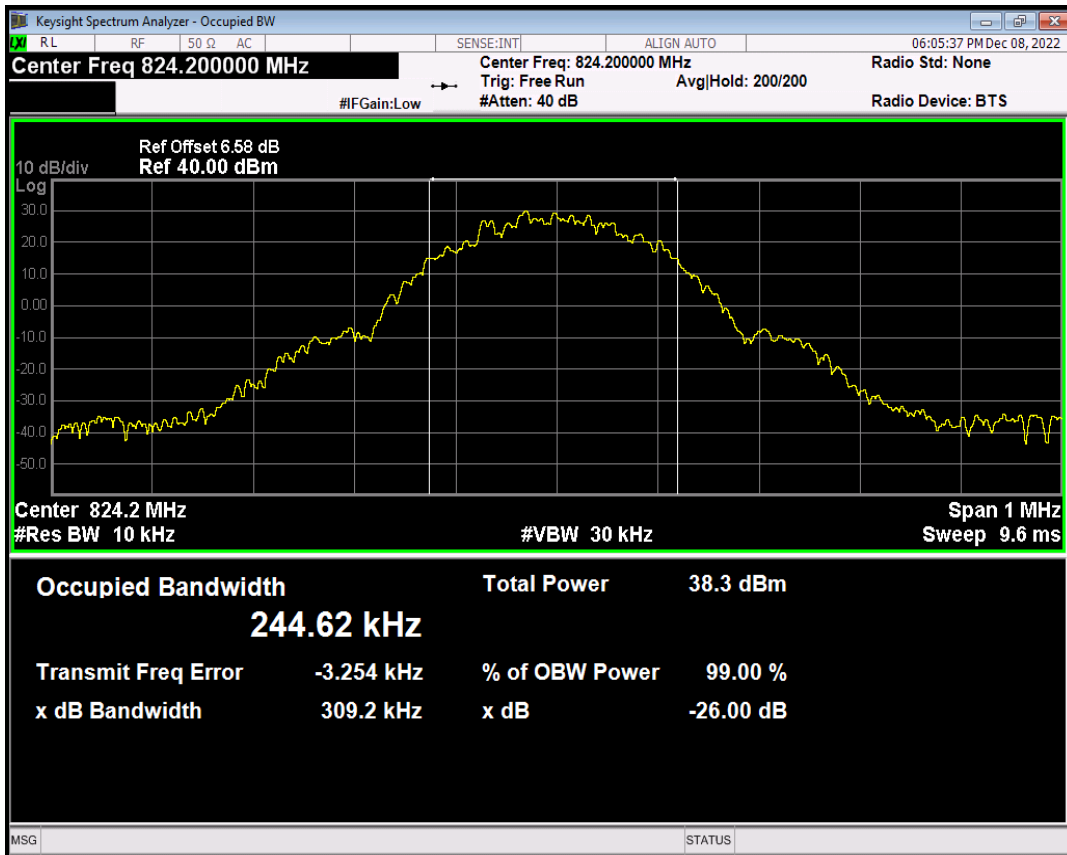 Keysight Spectrum Analyzer - Occupied BW
LXI RL RF 50 Ω AC SENSE:INT ALIGN AUTO 06:05:37 PM Dec 08, 2022
Center Freq 824.200000 MHz Center Freq: 824.200000 MHz Radio Std: None
Trig: Free Run Avg|Hold: 200/200
#IFGain:Low #Atten: 40 dB Radio Device: BTS
Ref Offset 6.58 dB
10 dB/div Ref 40.00 dBm
Log
30.0
20.0
10.0
0.00
-10.0
-20.0
-30.0
-40.0
-50.0
Center 824.2 MHz Span 1 MHz
#Res BW 10 kHz #VBW 30 kHz Sweep 9.6 ms
Occupied Bandwidth Total Power 38.3 dBm
244.62 kHz
Transmit Freq Error -3.254 kHz % of OBW Power 99.00 %
x dB Bandwidth 309.2 kHz x dB -26.00 dB
MSG STATUS